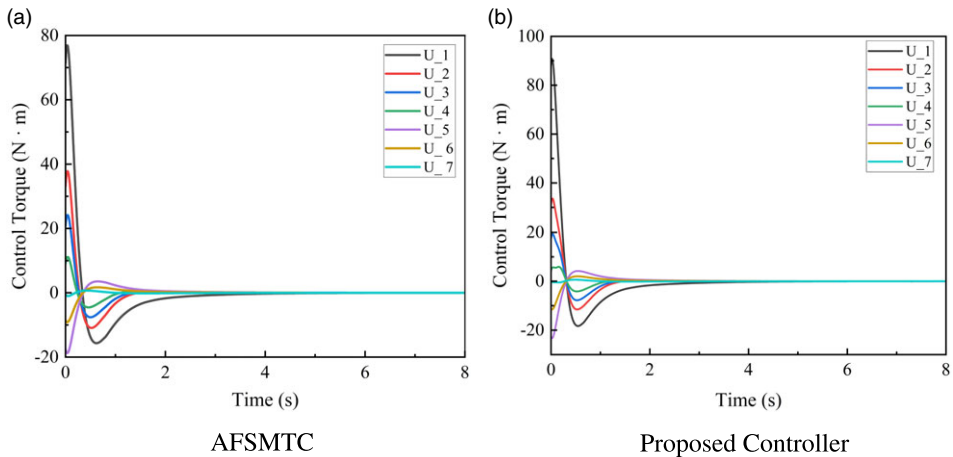 (a)
80
60
40
20
0
-20
Control Torque (N · m)
U_1
U_2
U_3
U_4
U_5
U_ 6
U_ 7
0
2
4
6
8
Time (s)
AFSMTC
(b)
100
80
60
40
20
0
-20
Control Torque (N · m)
U_1
U_2
U_3
U_4
U_5
U_6
U_7
0
2
4
6
8
Time (s)
Proposed Controller